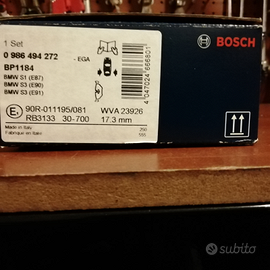 1 Set
0 986 494 272
- EGA
BP1184
BMW S1 (E87)
BMW S3 (E90)
BMW S3 (E91)
4047024666801
E
90R-011195/081
WVA 23926
RB3133
30-700
17.3 mm
Made in Italy
BOSCH
subito